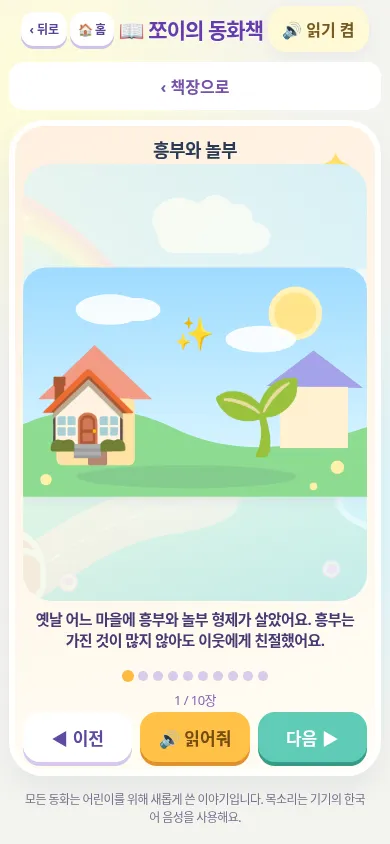 ‹ 뒤로 🏠 홈 📖 쪼이의 동화책 🔊 읽기 켬
‹ 책장으로
흥부와 놀부
옛날 어느 마을에 흥부와 놀부 형제가 살았어요. 흥부는
가진 것이 많지 않아도 이웃에게 친절했어요.
1 / 10장
◀ 이전 🔊 읽어줘 다음 ▶
모든 동화는 어린이를 위해 새롭게 쓴 이야기입니다. 목소리는 기기의 한국
어 음성을 사용해요.